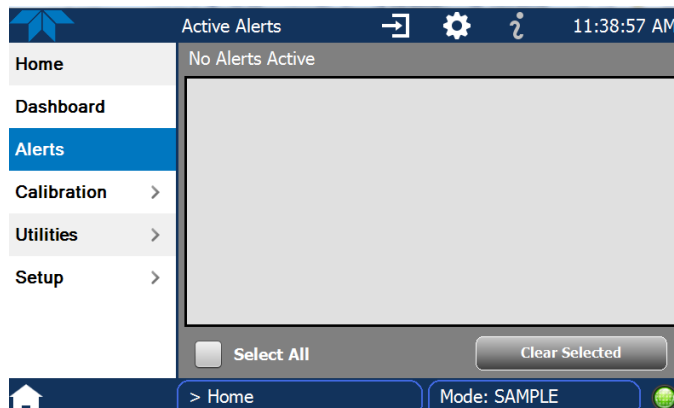 Active Alerts
11:38:57 AM
Home
No Alerts Active
Dashboard
Alerts
Calibration >
Utilities >
Setup >
Select All
Clear Selected
> Home
Mode: SAMPLE